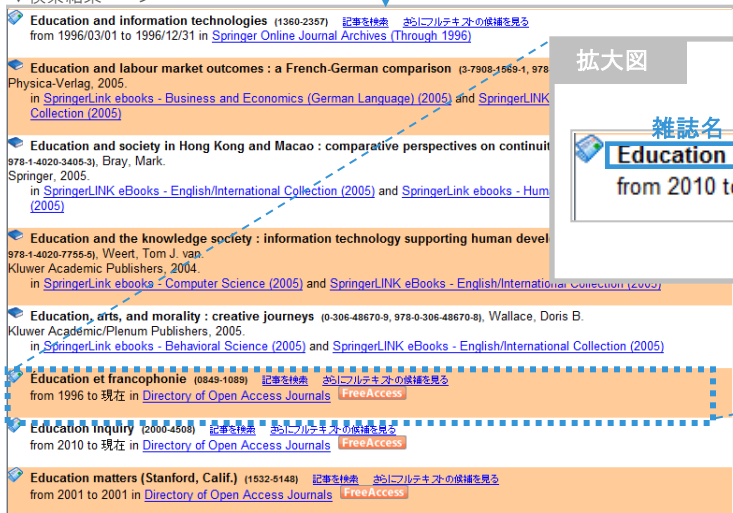 Education and information technologies (1360-2357) 記事を検索 さらにフルテキストの候補を見る
from 1996/03/01 to 1996/12/31 in Springer Online Journal Archives (Through 1996)
Education and labour market outcomes : a French-German comparison (3-7908-1569-1, 978
Physica-Verlag, 2005.
in SpringerLink ebooks - Business and Economics (German Language) (2005) and SpringerLINK
Collection (2005)
Education and society in Hong Kong and Macao : comparative perspectives on continuit
978-1-4020-3405-3), Bray, Mark.
Springer, 2005.
in SpringerLINK eBooks - English/International Collection (2005) and SpringerLink ebooks - Hum
(2005)
Education and the knowledge society : information technology supporting human devel
978-1-4020-7755-5), Weert, Tom J. van.
Kluwer Academic Publishers, 2004.
in SpringerLink ebooks - Computer Science (2005) and SpringerLINK eBooks - English/International Collection (2005)
Education, arts, and morality : creative journeys (0-306-48670-9, 978-0-306-48670-8), Wallace, Doris B.
Kluwer Academic/Plenum Publishers, 2005.
in SpringerLink ebooks - Behavioral Science (2005) and SpringerLINK eBooks - English/International Collection (2005)
Éducation et francophonie (0849-1089) 記事を検索 さらにフルテキストの候補を見る
from 1996 to 現在 in Directory of Open Access Journals FreeAccess
Education Inquiry (2000-4508) 記事を検索 さらにフルテキストの候補を見る
from 2010 to 現在 in Directory of Open Access Journals FreeAccess
Education matters (Stanford, Calif.) (1532-5148) 記事を検索 さらにフルテキストの候補を見る
from 2001 to 2001 in Directory of Open Access Journals FreeAccess
拡大図
雑誌名
Education
from 2010 t